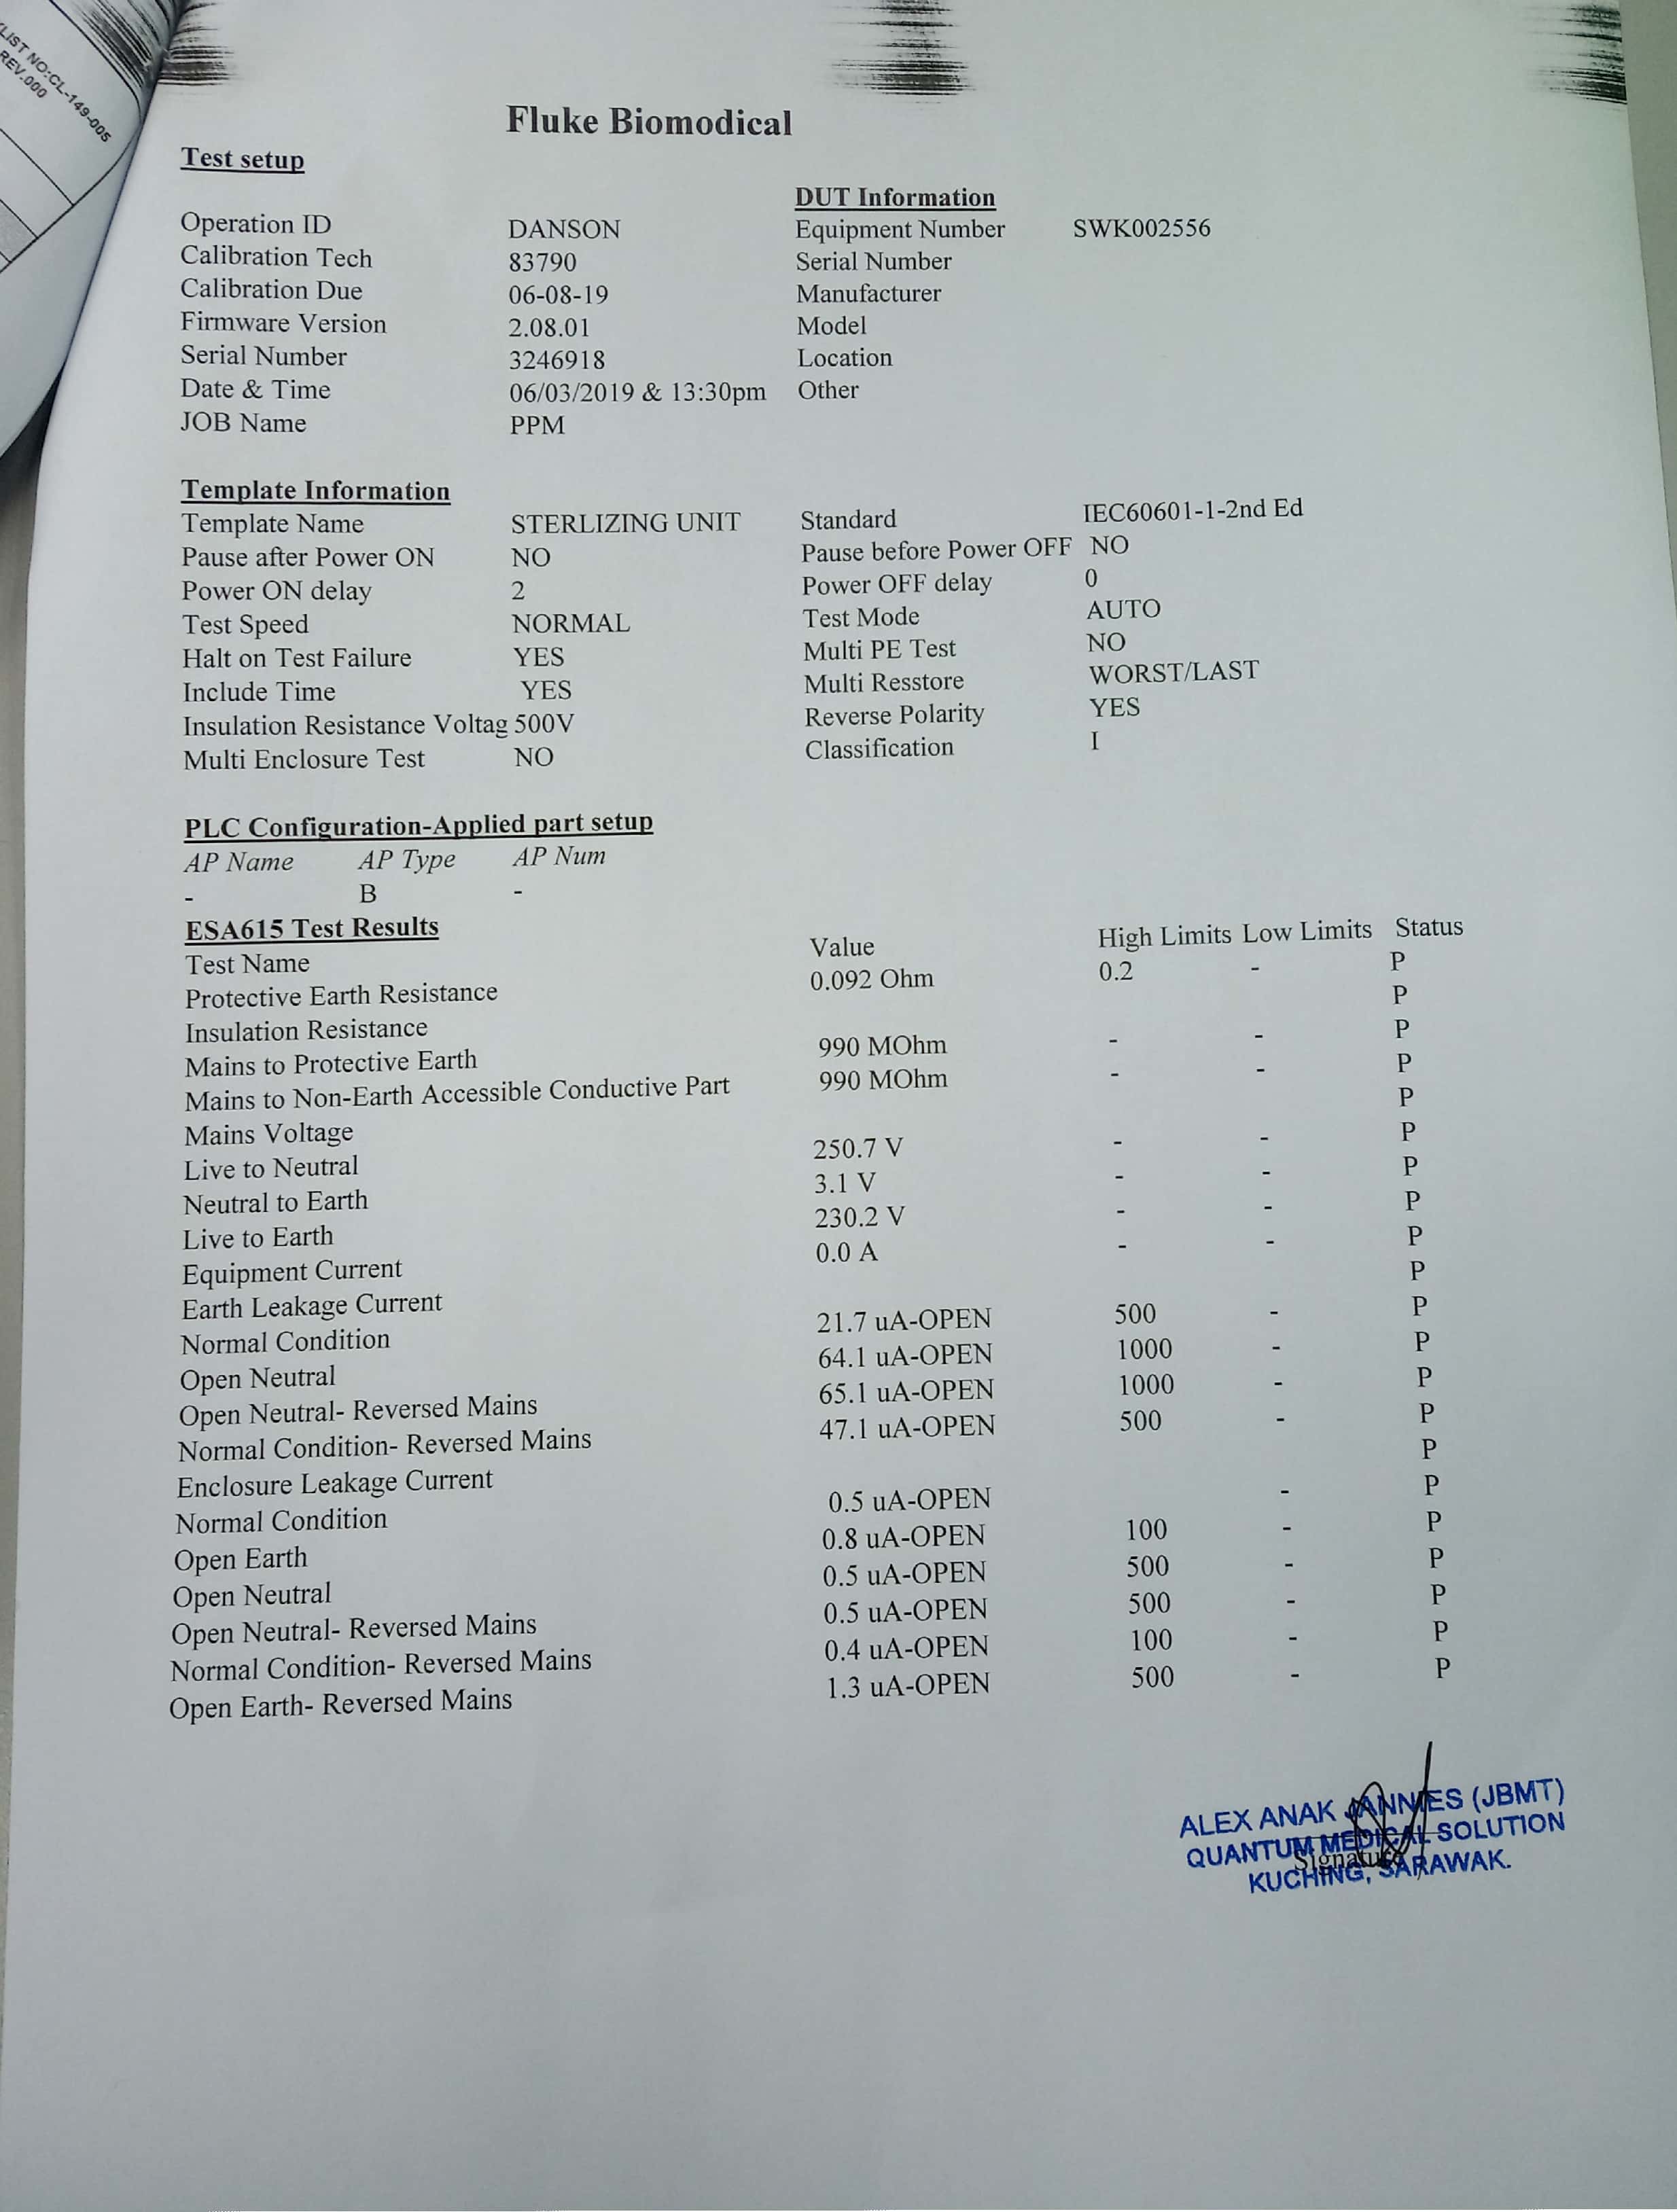 LIST NO:CL-149-005
REV.000
Fluke Biomodical
Test setup
DUT Information
Operation ID DANSON Equipment Number SWK002556
Calibration Tech 83790 Serial Number
Calibration Due 06-08-19 Manufacturer
Firmware Version 2.08.01 Model
Serial Number 3246918 Location
Date & Time 06/03/2019 & 13:30pm Other
JOB Name PPM
Template Information
Template Name STERLIZING UNIT Standard IEC60601-1-2nd Ed
Pause after Power ON NO Pause before Power OFF NO
Power ON delay 2 Power OFF delay 0
Test Speed NORMAL Test Mode AUTO
Halt on Test Failure YES Multi PE Test NO
Include Time YES Multi Resstore WORST/LAST
Insulation Resistance Voltag 500V Reverse Polarity YES
Multi Enclosure Test NO Classification I
PLC Configuration-Applied part setup
AP Name AP Type AP Num
- B -
ESA615 Test Results
Test Name Value High Limits Low Limits Status
Protective Earth Resistance 0.092 Ohm 0.2 - P
Insulation Resistance P
Mains to Protective Earth 990 MOhm - - P
Mains to Non-Earth Accessible Conductive Part 990 MOhm - - P
Mains Voltage P
Live to Neutral 250.7 V - - P
Neutral to Earth 3.1 V - - P
Live to Earth 230.2 V - - P
Equipment Current 0.0 A - - P
Earth Leakage Current P
Normal Condition 21.7 uA-OPEN 500 - P
Open Neutral 64.1 uA-OPEN 1000 - P
Open Neutral- Reversed Mains 65.1 uA-OPEN 1000 - P
Normal Condition- Reversed Mains 47.1 uA-OPEN 500 - P
Enclosure Leakage Current P
Normal Condition 0.5 uA-OPEN - P
Open Earth 0.8 uA-OPEN 100 - P
Open Neutral 0.5 uA-OPEN 500 - P
Open Neutral- Reversed Mains 0.5 uA-OPEN 500 - P
Normal Condition- Reversed Mains 0.4 uA-OPEN 100 - P
Open Earth- Reversed Mains 1.3 uA-OPEN 500 - P
ALEX ANAK JANNIES (JBMT)
QUANTUM MEDICAL SOLUTION
Signature
KUCHING, SARAWAK.